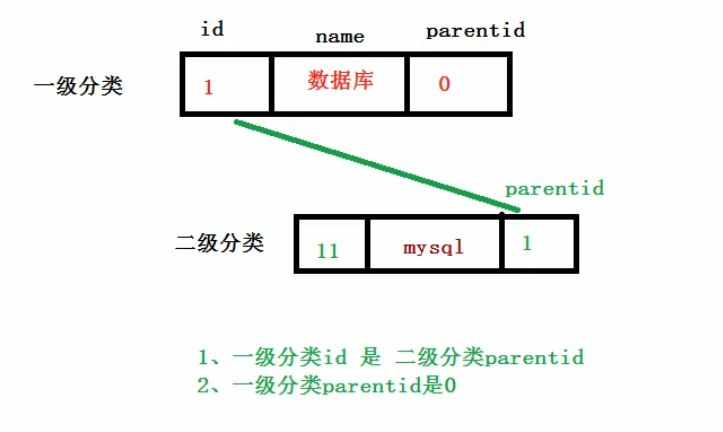 id name parentid
一级分类 1 数据库 0
parentid
二级分类 11 mysql 1
1、一级分类id 是 二级分类parentid
2、一级分类parentid是0